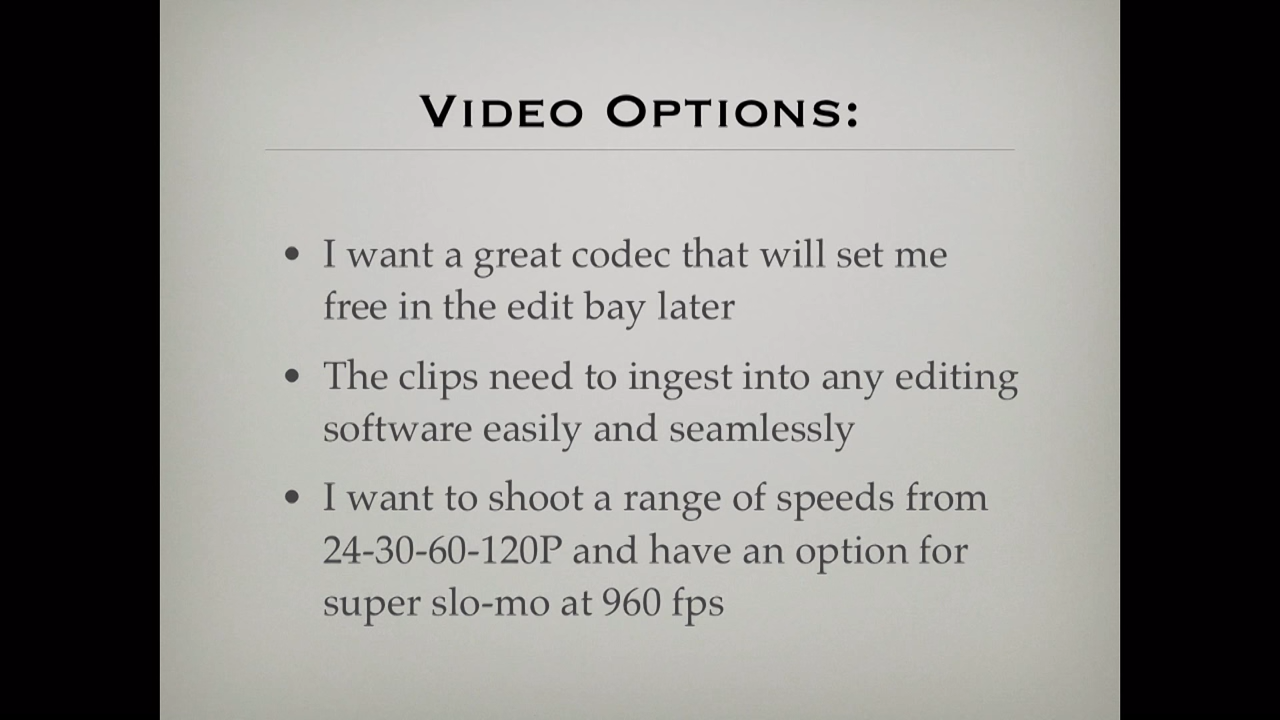 Video Options:
• I want a great codec that will set me
free in the edit bay later
• The clips need to ingest into any editing
software easily and seamlessly
• I want to shoot a range of speeds from
24-30-60-120P and have an option for
super slo-mo at 960 fps